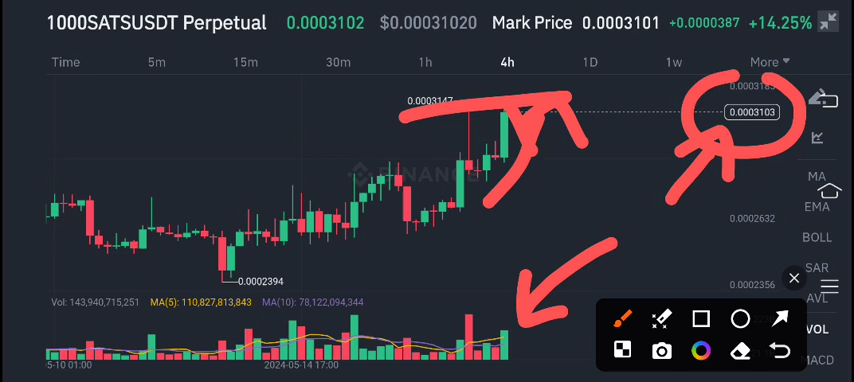 1000SATSUSDT Perpetual 0.0003102 $0.00031020 Mark Price 0.0003101 +0.0000387 +14.25%
Time 5m 15m 30m 1h 4h 1D 1w More
0.0003183
0.0003147
0.0003103
BINANCE
MA
EMA
0.0002632
BOLL
SAR
0.0002394
0.0002356
AVL
Vol: 143,940,715,251 MA(5): 110,827,813,843 MA(10): 78,122,094,344
VOL
MACD
5-10 01:00 2024-05-14 17:00